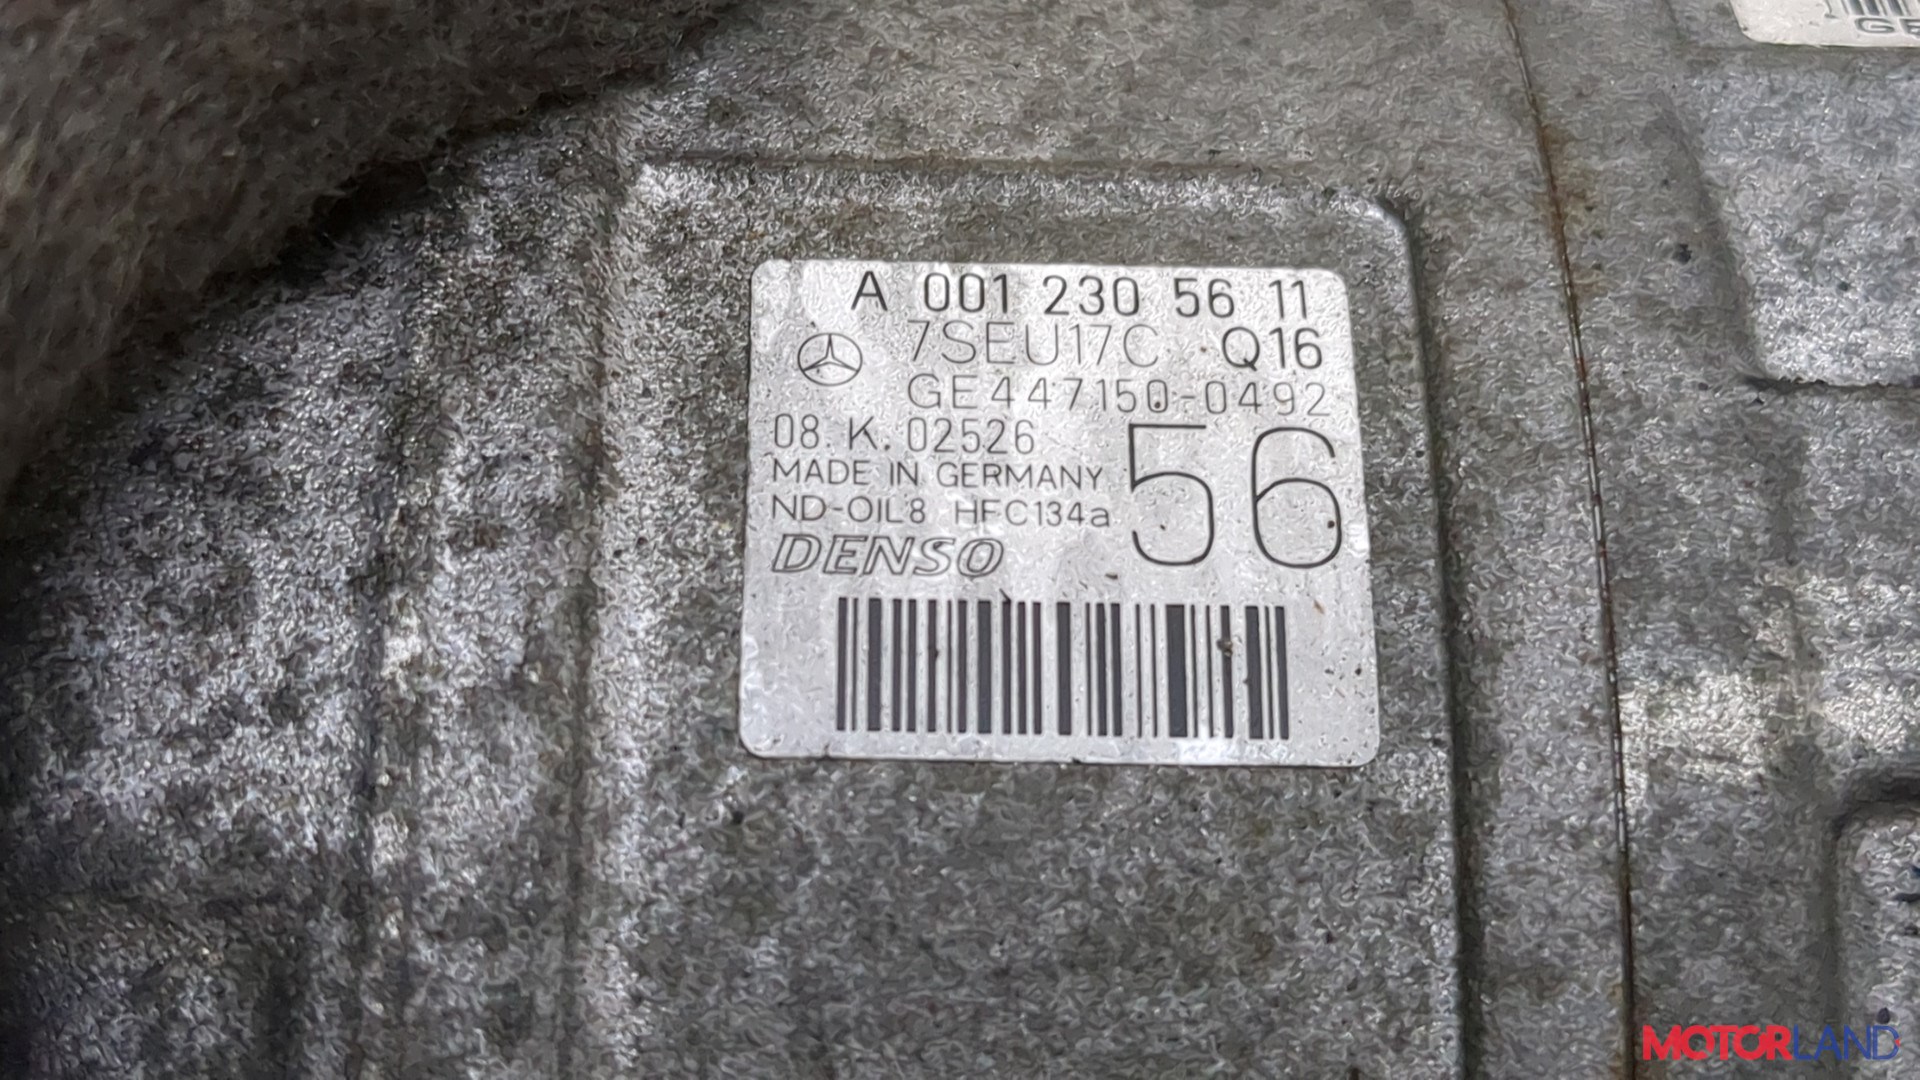 A 001 230 56 11
7SEU17C Q16
GE447150-0492
08. K. 02526
56
MADE IN GERMANY
ND-OIL8 HFC134a
DENSO
MOTORLAND